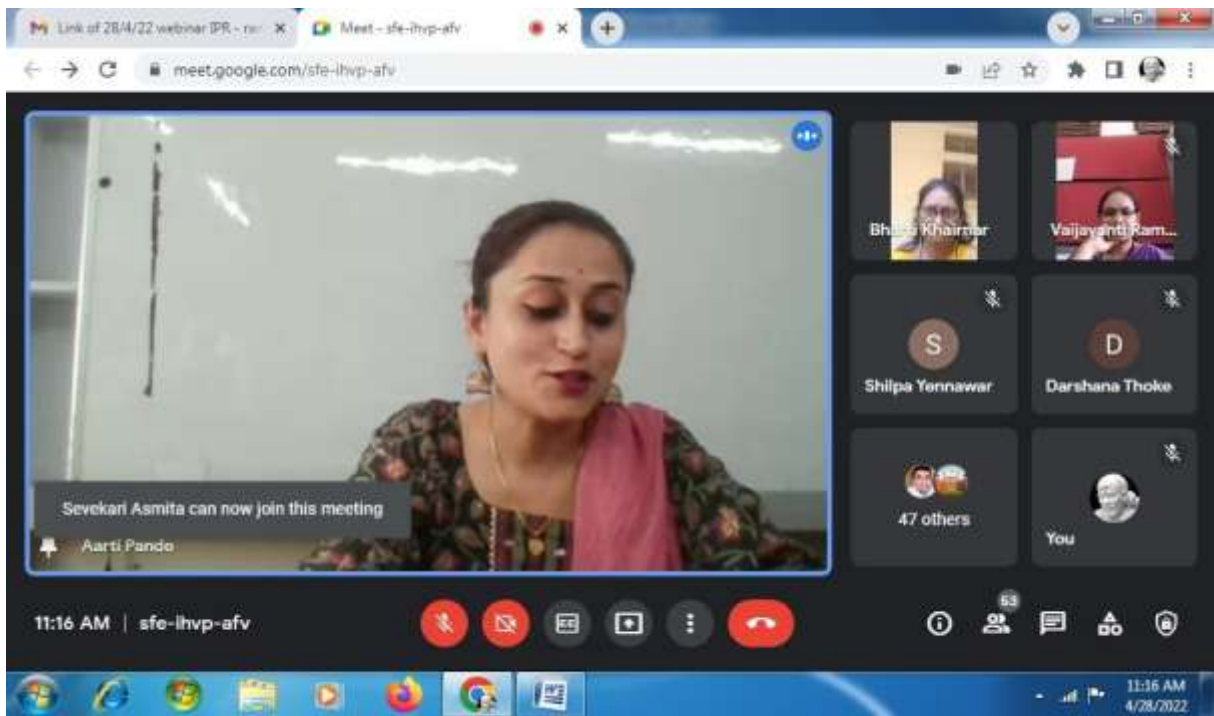 Link of 28/4/22 webinar IPR -
Meet - sfe-ihvp-afv
meet.google.com/sfe-ihvp-afv
Bharti Khairnar
Vaijayanti Ram...
Shilpa Yennawar
Darshana Thoke
S
D
47 others
You
Sevekari Asmita can now join this meeting
Aarti Pande
11:16 AM | sfe-ihvp-afv
53
11:16 AM
4/28/2022